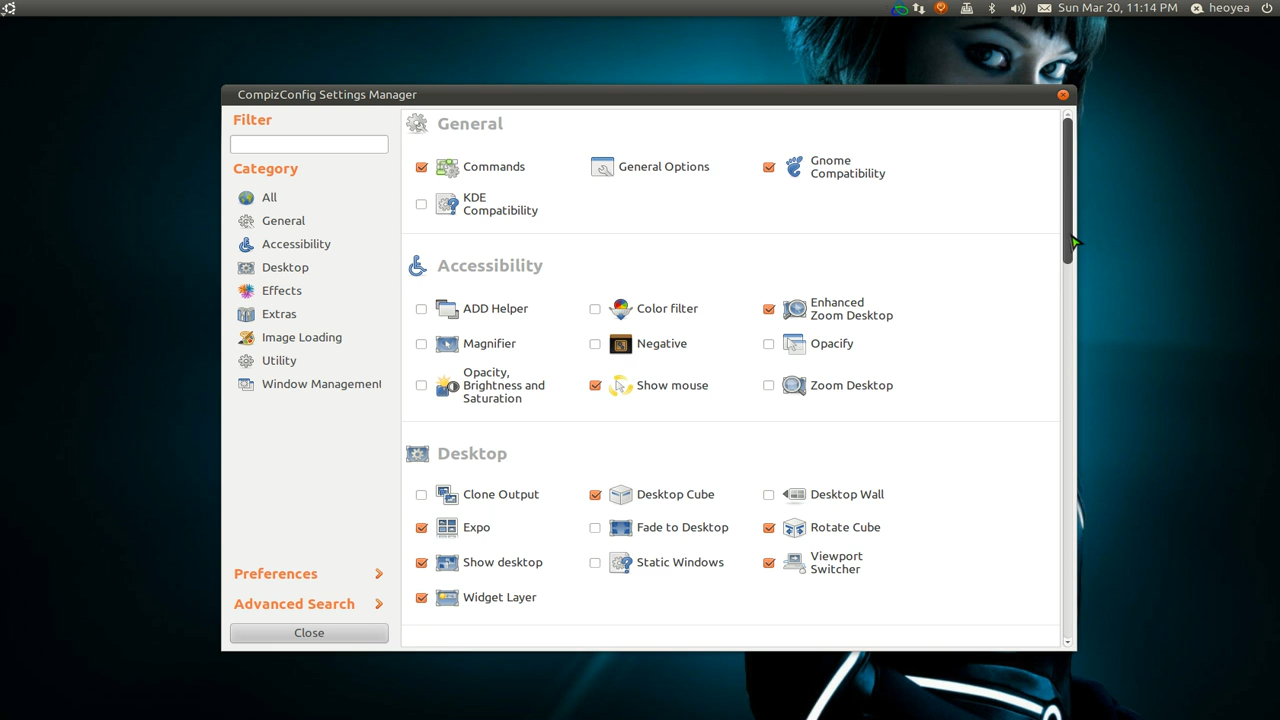 Sun Mar 20, 11:14 PM heoyea
CompizConfig Settings Manager
Filter
Category
All
General
Accessibility
Desktop
Effects
Extras
Image Loading
Utility
Window Management
Preferences
Advanced Search
Close
General
Commands
General Options
Gnome
Compatibility
KDE
Compatibility
Accessibility
ADD Helper
Color filter
Enhanced
Zoom Desktop
Magnifier
Negative
Opacify
Opacity,
Brightness and
Saturation
Show mouse
Zoom Desktop
Desktop
Clone Output
Desktop Cube
Desktop Wall
Expo
Fade to Desktop
Rotate Cube
Show desktop
Static Windows
Viewport
Switcher
Widget Layer